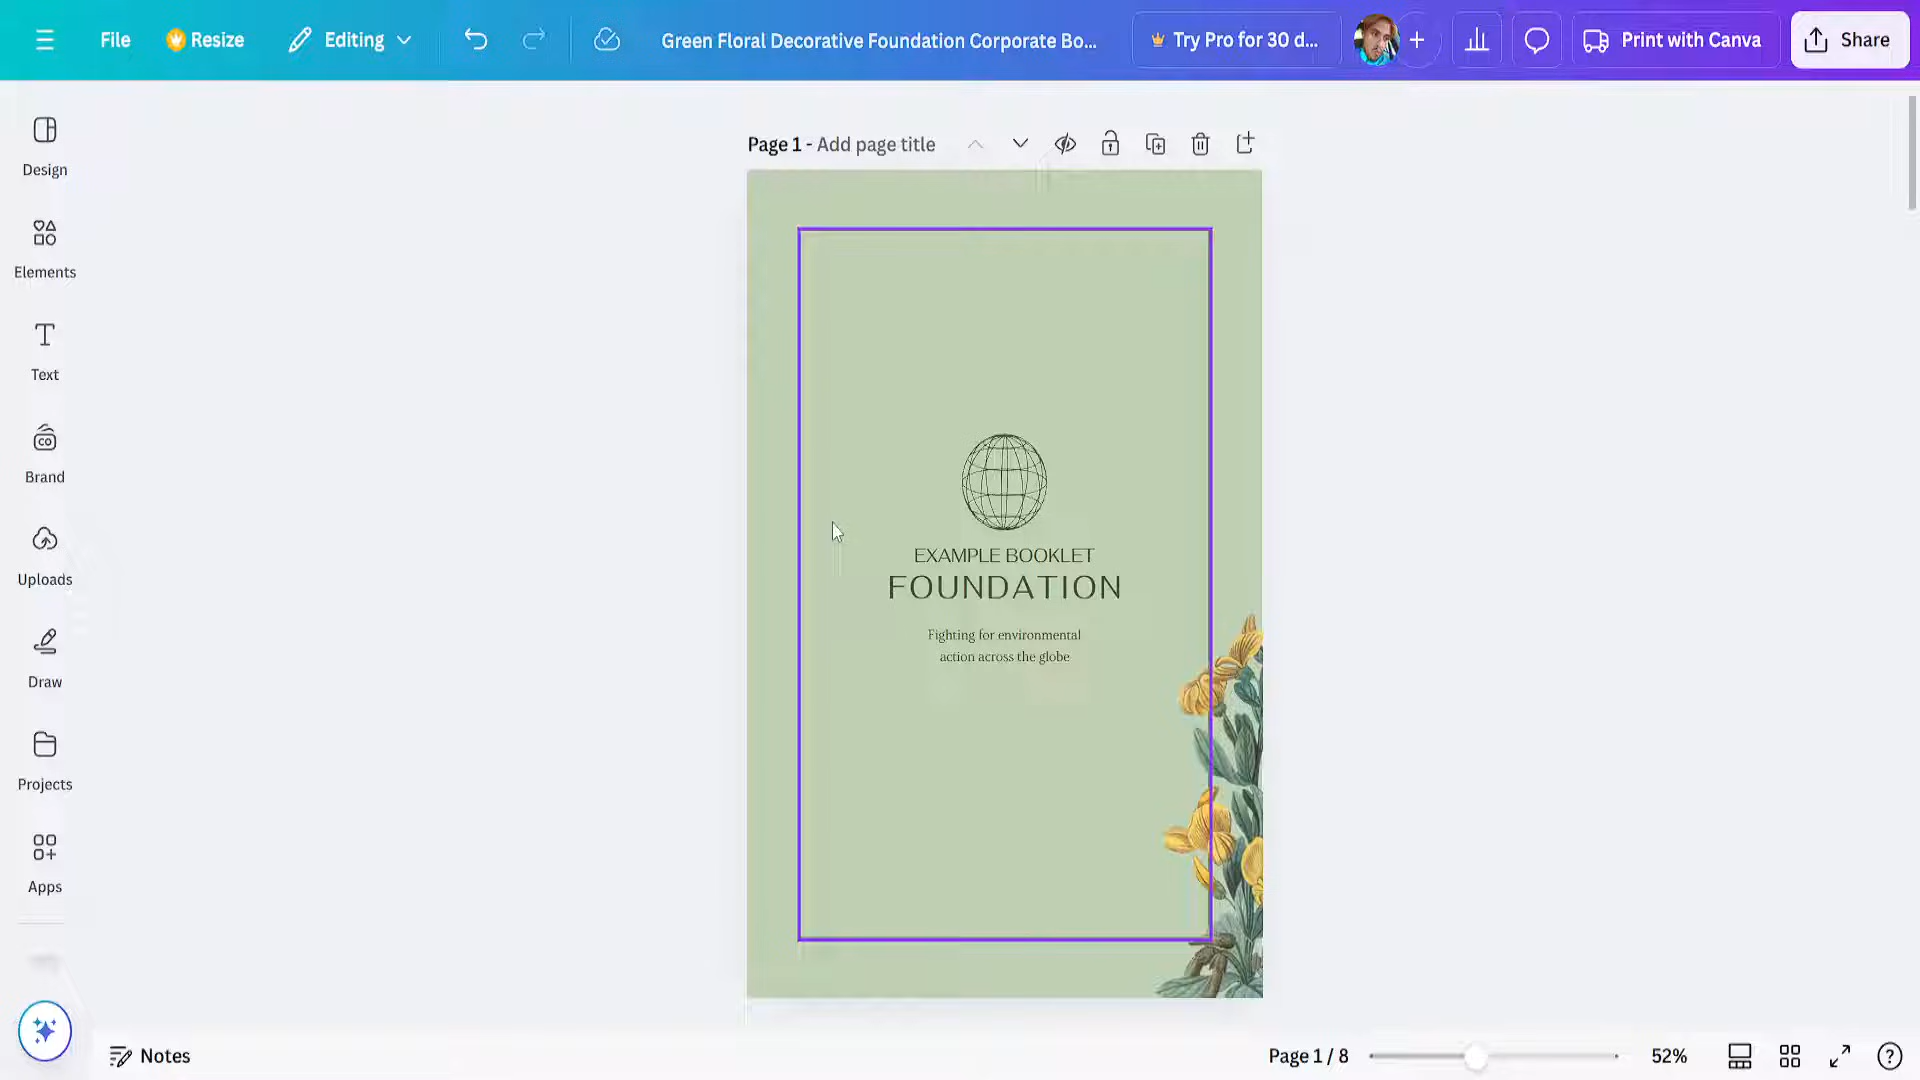 File
Resize
Editing
Green Floral Decorative Foundation Corporate Bo...
Try Pro for 30 d...
Print with Canva
Share
Design
Elements
Text
CO
Brand
Uploads
Draw
Projects
Apps
Page 1 - Add page title
EXAMPLE BOOKLET
FOUNDATION
Fighting for environmental
action across the globe
Notes
Page 1 / 8
52%